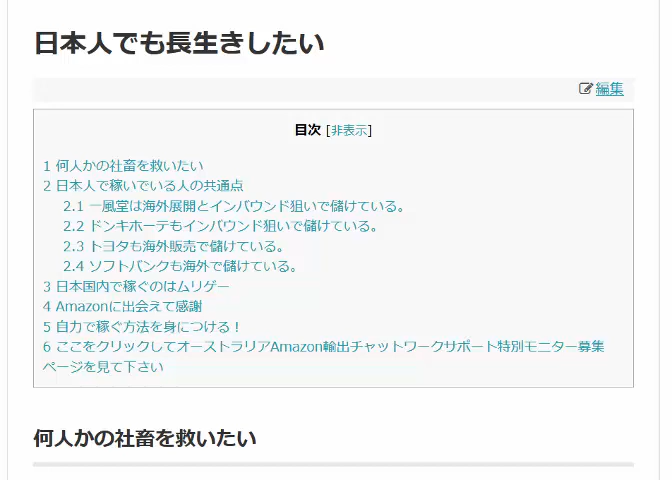 日本人でも長生きしたい
編集
目次 [非表示]
1 何人かの社畜を救いたい
2 日本人で稼いでいる人の共通点
2.1 一風堂は海外展開とインバウンド狙いで儲けている。
2.2 ドンキホーテもインバウンド狙いで儲けている。
2.3 トヨタも海外販売で儲けている。
2.4 ソフトバンクも海外で儲けている。
3 日本国内で稼ぐのはムリゲー
4 Amazonに出会えて感謝
5 自力で稼ぐ方法を身につける！
6 ここをクリックしてオーストラリアAmazon輸出チャットワークサポート特別モニター募集
ページを見て下さい
何人かの社畜を救いたい